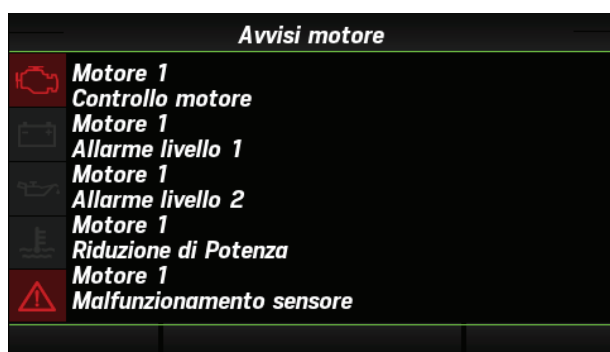 Avvisi motore
Motore 1
Controllo motore
Motore 1
Allarme livello 1
Motore 1
Allarme livello 2
Motore 1
Riduzione di Potenza
Motore 1
Malfunzionamento sensore